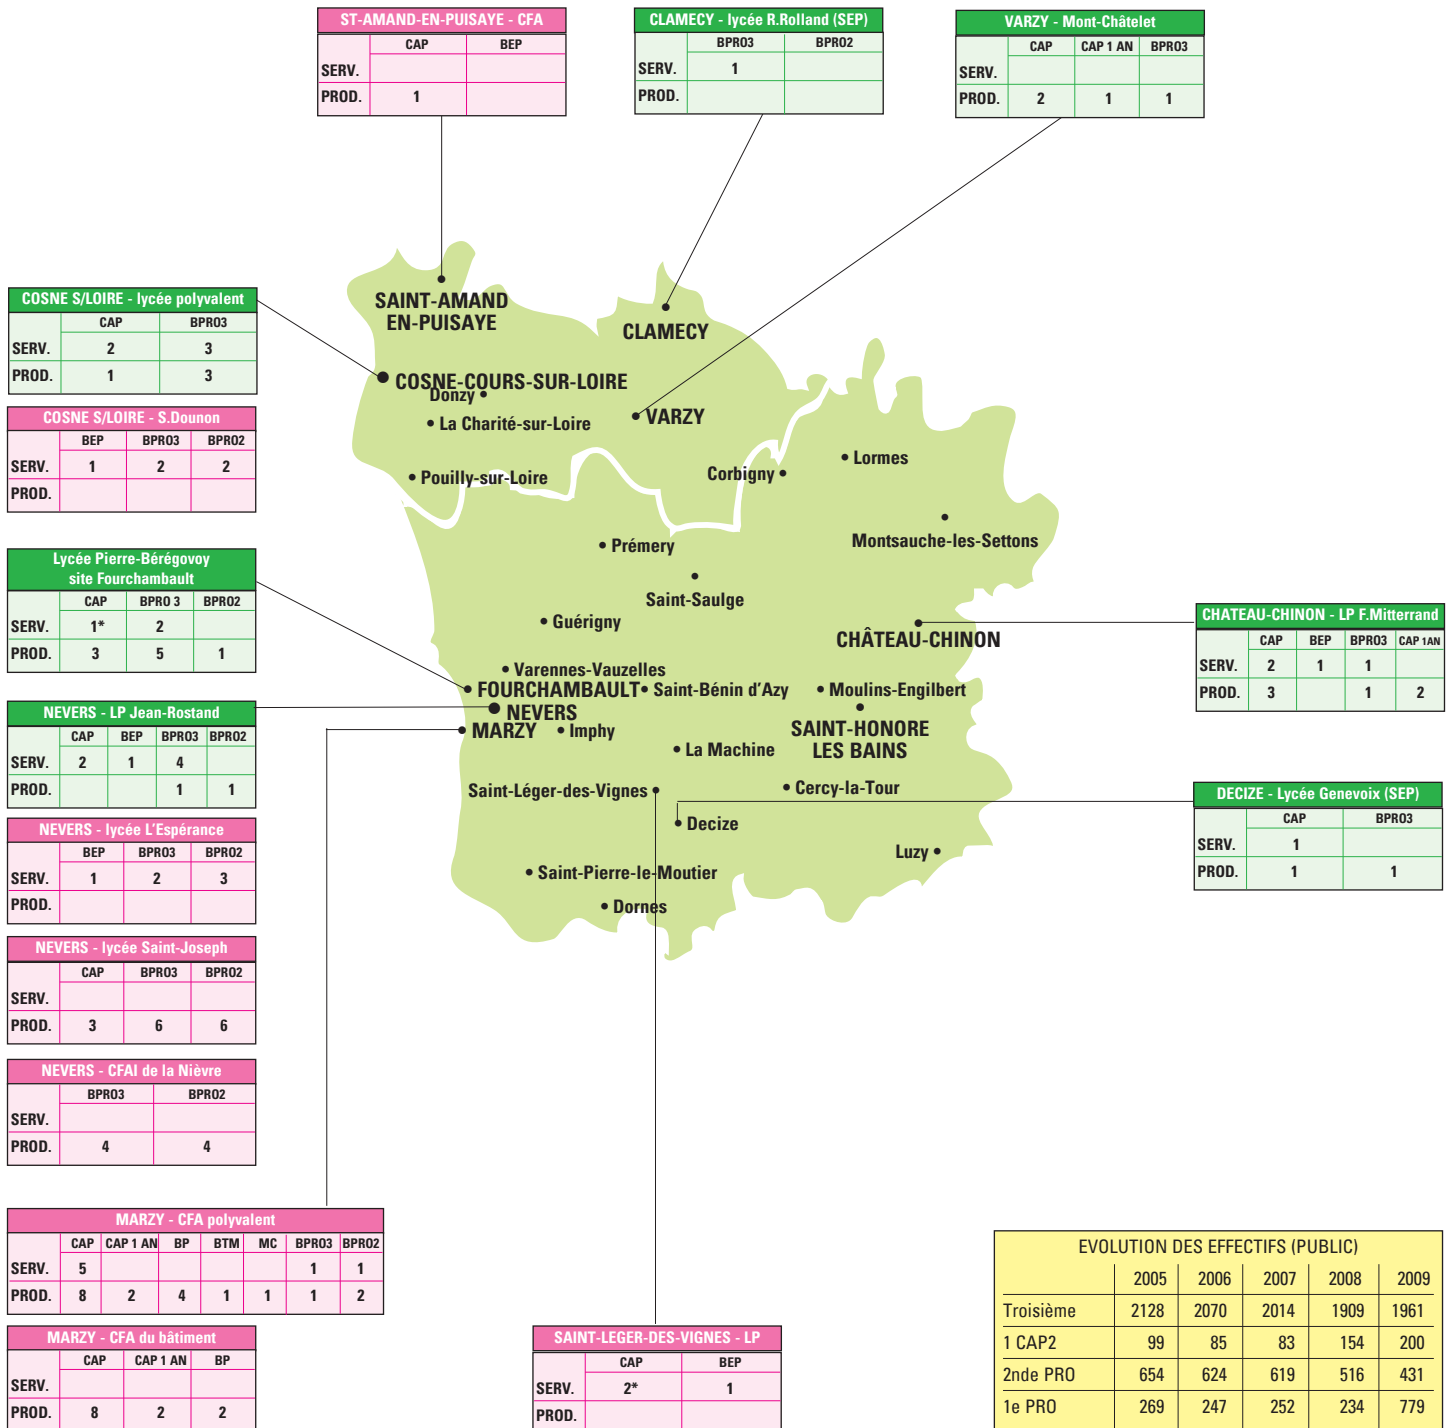 ST-AMAND-EN-PUISAYE - CFA
CAP BEP
SERV.
PROD. 1
CLAMECY - lycée R.Rolland (SEP)
BPRO3 BPRO2
SERV. 1
PROD.
VARZY - Mont-Châtelet
CAP CAP 1 AN BPRO3
SERV.
PROD. 2 1 1
COSNE S/LOIRE - lycée polyvalent
CAP BPRO3
SERV. 2 3
PROD. 1 3
COSNE S/LOIRE - S.Dounon
BEP BPRO3 BPRO2
SERV. 1 2 2
PROD.
Lycée Pierre-Bérégovoy
site Fourchambault
CAP BPRO 3 BPRO2
SERV. 1* 2
PROD. 3 5 1
NEVERS - LP Jean-Rostand
CAP BEP BPRO3 BPRO2
SERV. 2 1 4
PROD. 1 1
NEVERS - lycée L'Espérance
BEP BPRO3 BPRO2
SERV. 1 2 3
PROD.
NEVERS - lycée Saint-Joseph
CAP BPRO3 BPRO2
SERV.
PROD. 3 6 6
NEVERS - CFAI de la Nièvre
BPRO3 BPRO2
SERV.
PROD. 4 4
MARZY - CFA polyvalent
CAP CAP 1 AN BP BTM MC BPRO3 BPRO2
SERV. 5 1 1
PROD. 8 2 4 1 1 1 2
MARZY - CFA du bâtiment
CAP CAP 1 AN BP
SERV.
PROD. 8 2 2
SAINT-AMAND
EN-PUISAYE
CLAMECY
COSNE-COURS-SUR-LOIRE
Donzy
La Charité-sur-Loire
VARZY
Pouilly-sur-Loire
Corbigny
Lormes
Montsauche-les-Settons
Prémery
Saint-Saulge
Guérigny
CHÂTEAU-CHINON
Varennes-Vauzelles
FOURCHAMBAULT
Saint-Bénin d'Azy
Moulins-Engilbert
NEVERS
MARZY
Imphy
SAINT-HONORE
LES BAINS
La Machine
Saint-Léger-des-Vignes
Cercy-la-Tour
Decize
Luzy
Saint-Pierre-le-Moutier
Dornes
CHATEAU-CHINON - LP F.Mitterrand
CAP BEP BPRO3 CAP 1AN
SERV. 2 1 1
PROD. 3 1 2
DECIZE - Lycée Genevoix (SEP)
CAP BPRO3
SERV. 1
PROD. 1 1
SAINT-LEGER-DES-VIGNES - LP
CAP BEP
SERV. 2* 1
PROD.
EVOLUTION DES EFFECTIFS (PUBLIC)
2005 2006 2007 2008 2009
Troisième 2128 2070 2014 1909 1961
1 CAP2 99 85 83 154 200
2nde PRO 654 624 619 516 431
1e PRO 269 247 252 234 779